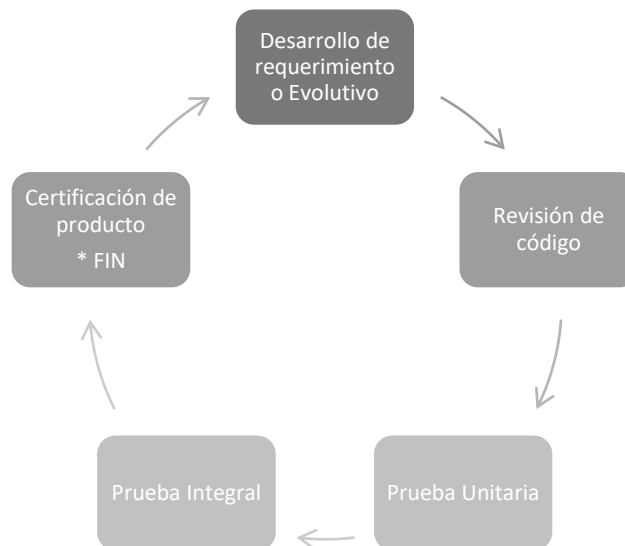 Desarrollo de
requerimiento
o Evolutivo
Revisión de
código
Prueba Unitaria
Prueba Integral
Certificación de
producto
* FIN